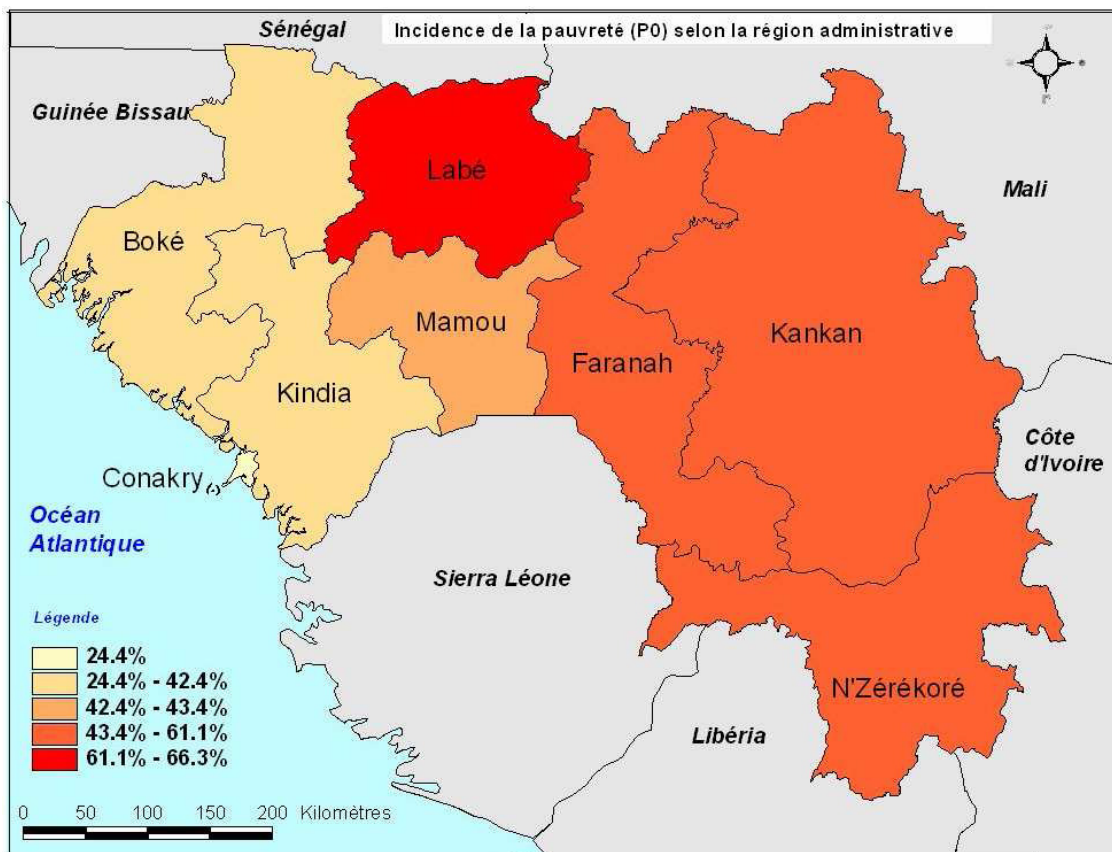 Sénégal
Incidence de la pauvreté (P0) selon la région administrative
Guinée Bissau
Labé
Mali
Boké
Mamou
Kankan
Faranah
Kindia
Côte
d'Ivoire
Conakry
Océan
Atlantique
Sierra Léone
Légende
24.4%
24.4% - 42.4%
42.4% - 43.4%
43.4% - 61.1%
61.1% - 66.3%
N'Zérékoré
Libéria
0 50 100 150 200 Kilomètres